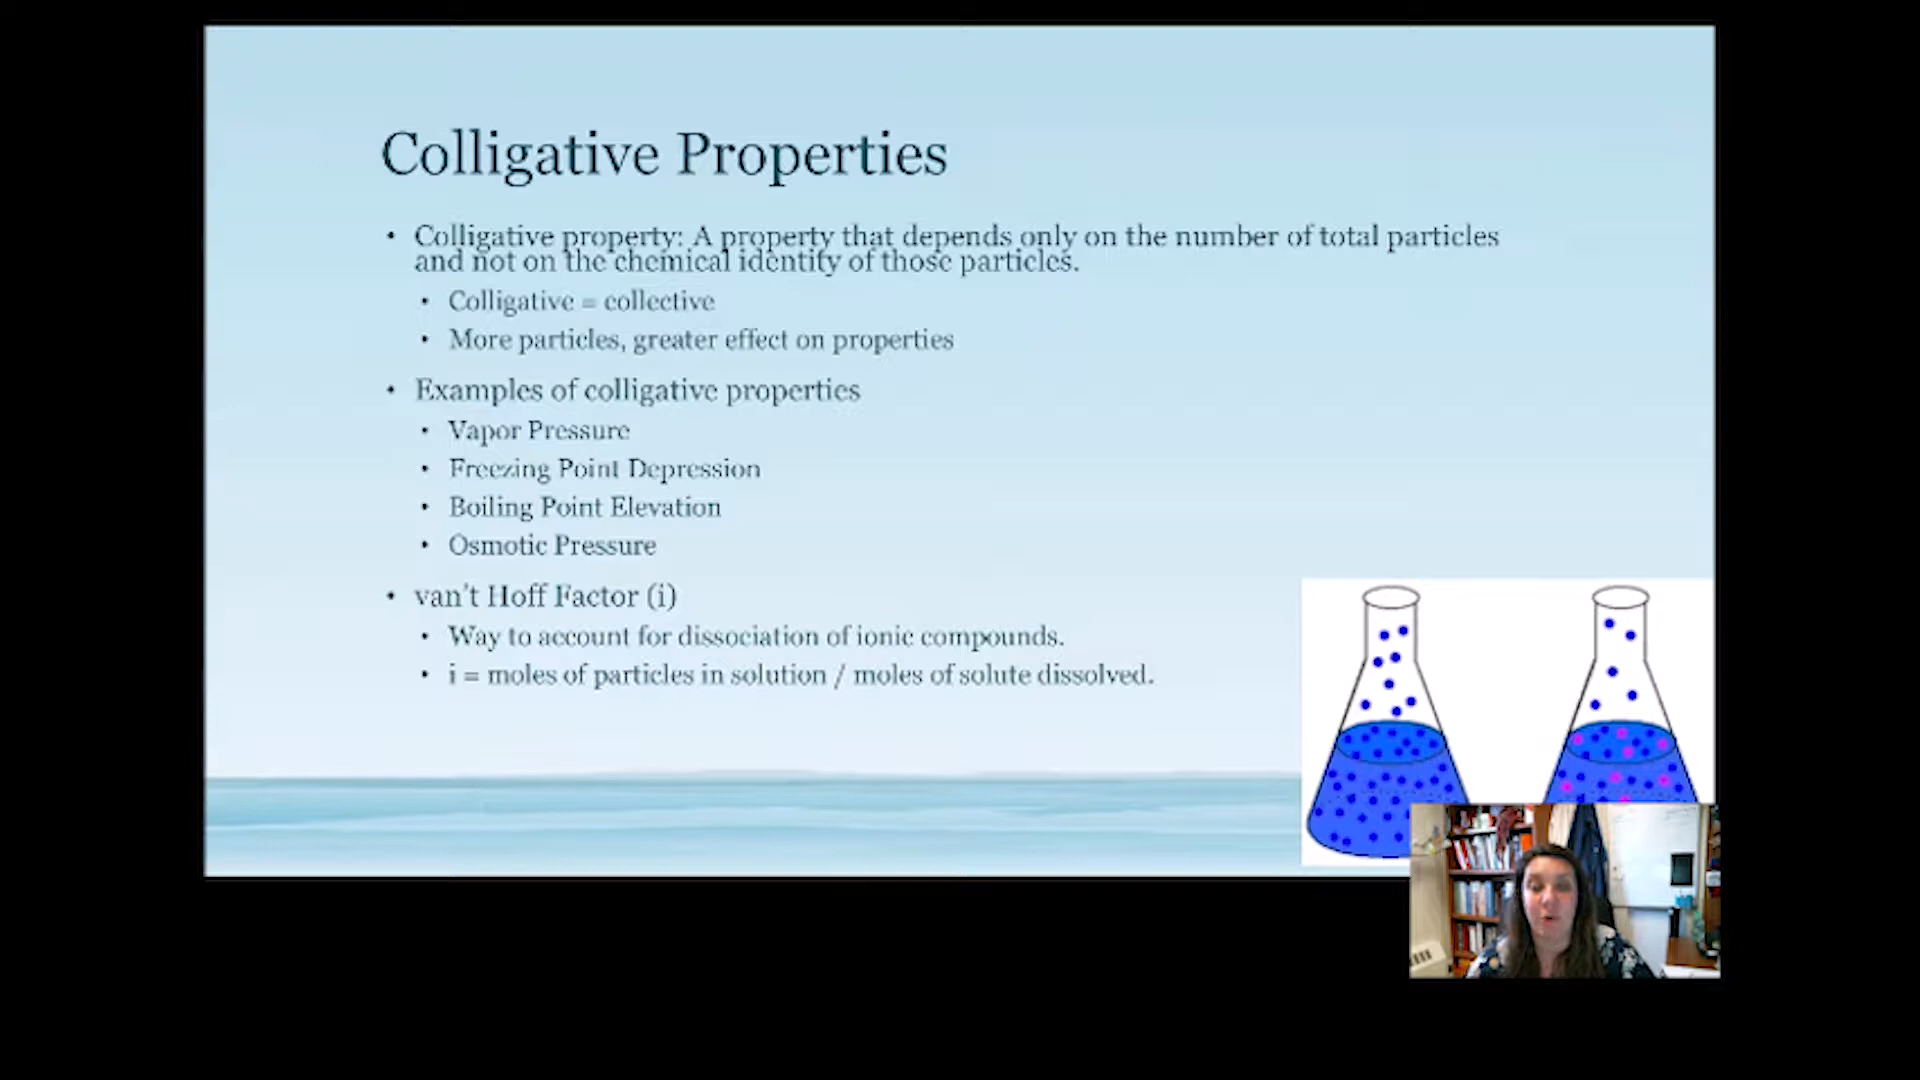 Colligative Properties
• Colligative property: A property that depends only on the number of total particles
and not on the chemical identity of those particles.
• Colligative = collective
• More particles, greater effect on properties
• Examples of colligative properties
• Vapor Pressure
• Freezing Point Depression
• Boiling Point Elevation
• Osmotic Pressure
• van't Hoff Factor (i)
• Way to account for dissociation of ionic compounds.
• i = moles of particles in solution / moles of solute dissolved.